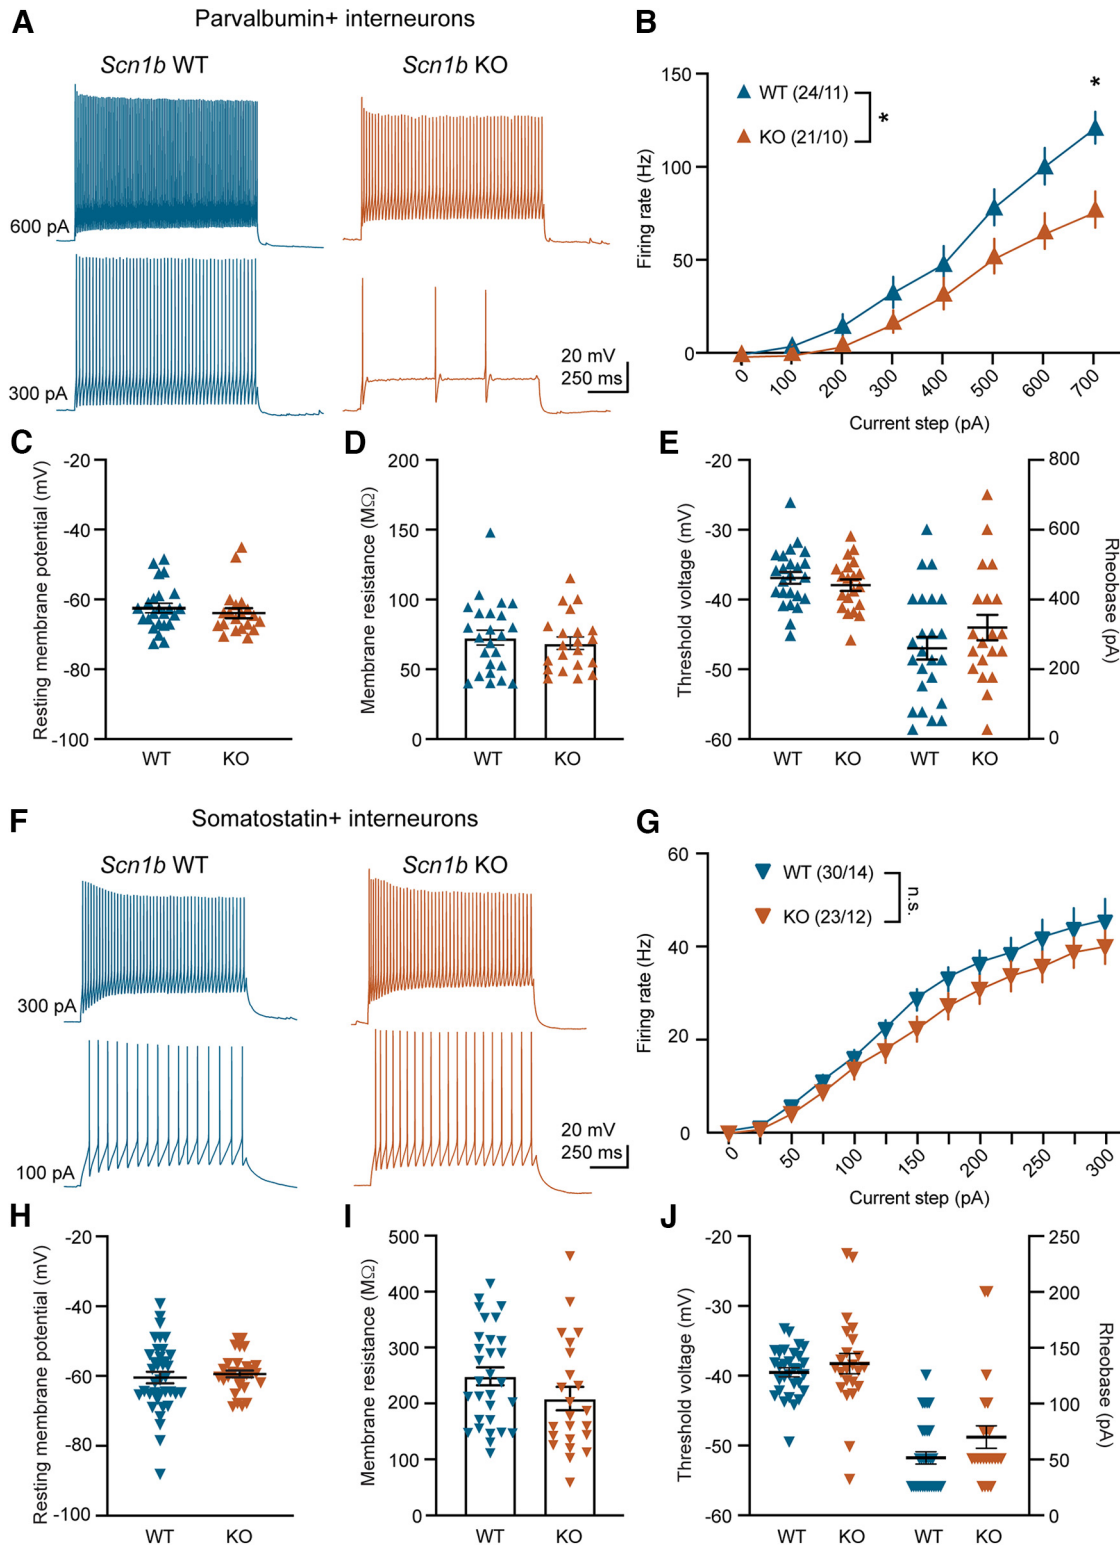 A
Parvalbumin+ interneurons
Scn1b WT
Scn1b KO
600 pA
300 pA
20 mV
250 ms
B
WT (24/11)
KO (21/10)
*
*
Firing rate (Hz)
150
100
50
0
0 100 200 300 400 500 600 700
Current step (pA)
C
Resting membrane potential (mV)
-20
-40
-60
-80
-100
WT KO
D
Membrane resistance (MΩ)
200
150
100
50
0
WT KO
E
Threshold voltage (mV)
-20
-30
-40
-50
-60
WT KO WT KO
800
600
400
200
0
Rheobase (pA)
F
Somatostatin+ interneurons
Scn1b WT
Scn1b KO
300 pA
100 pA
20 mV
250 ms
G
WT (30/14)
KO (23/12)
n.s.
Firing rate (Hz)
60
40
20
0
0 50 100 150 200 250 300
Current step (pA)
H
Resting membrane potential (mV)
-20
-40
-60
-80
-100
WT KO
I
Membrane resistance (MΩ)
500
400
300
200
100
0
WT KO
J
Threshold voltage (mV)
-20
-30
-40
-50
-60
WT KO WT KO
250
200
150
100
50
0
Rheobase (pA)